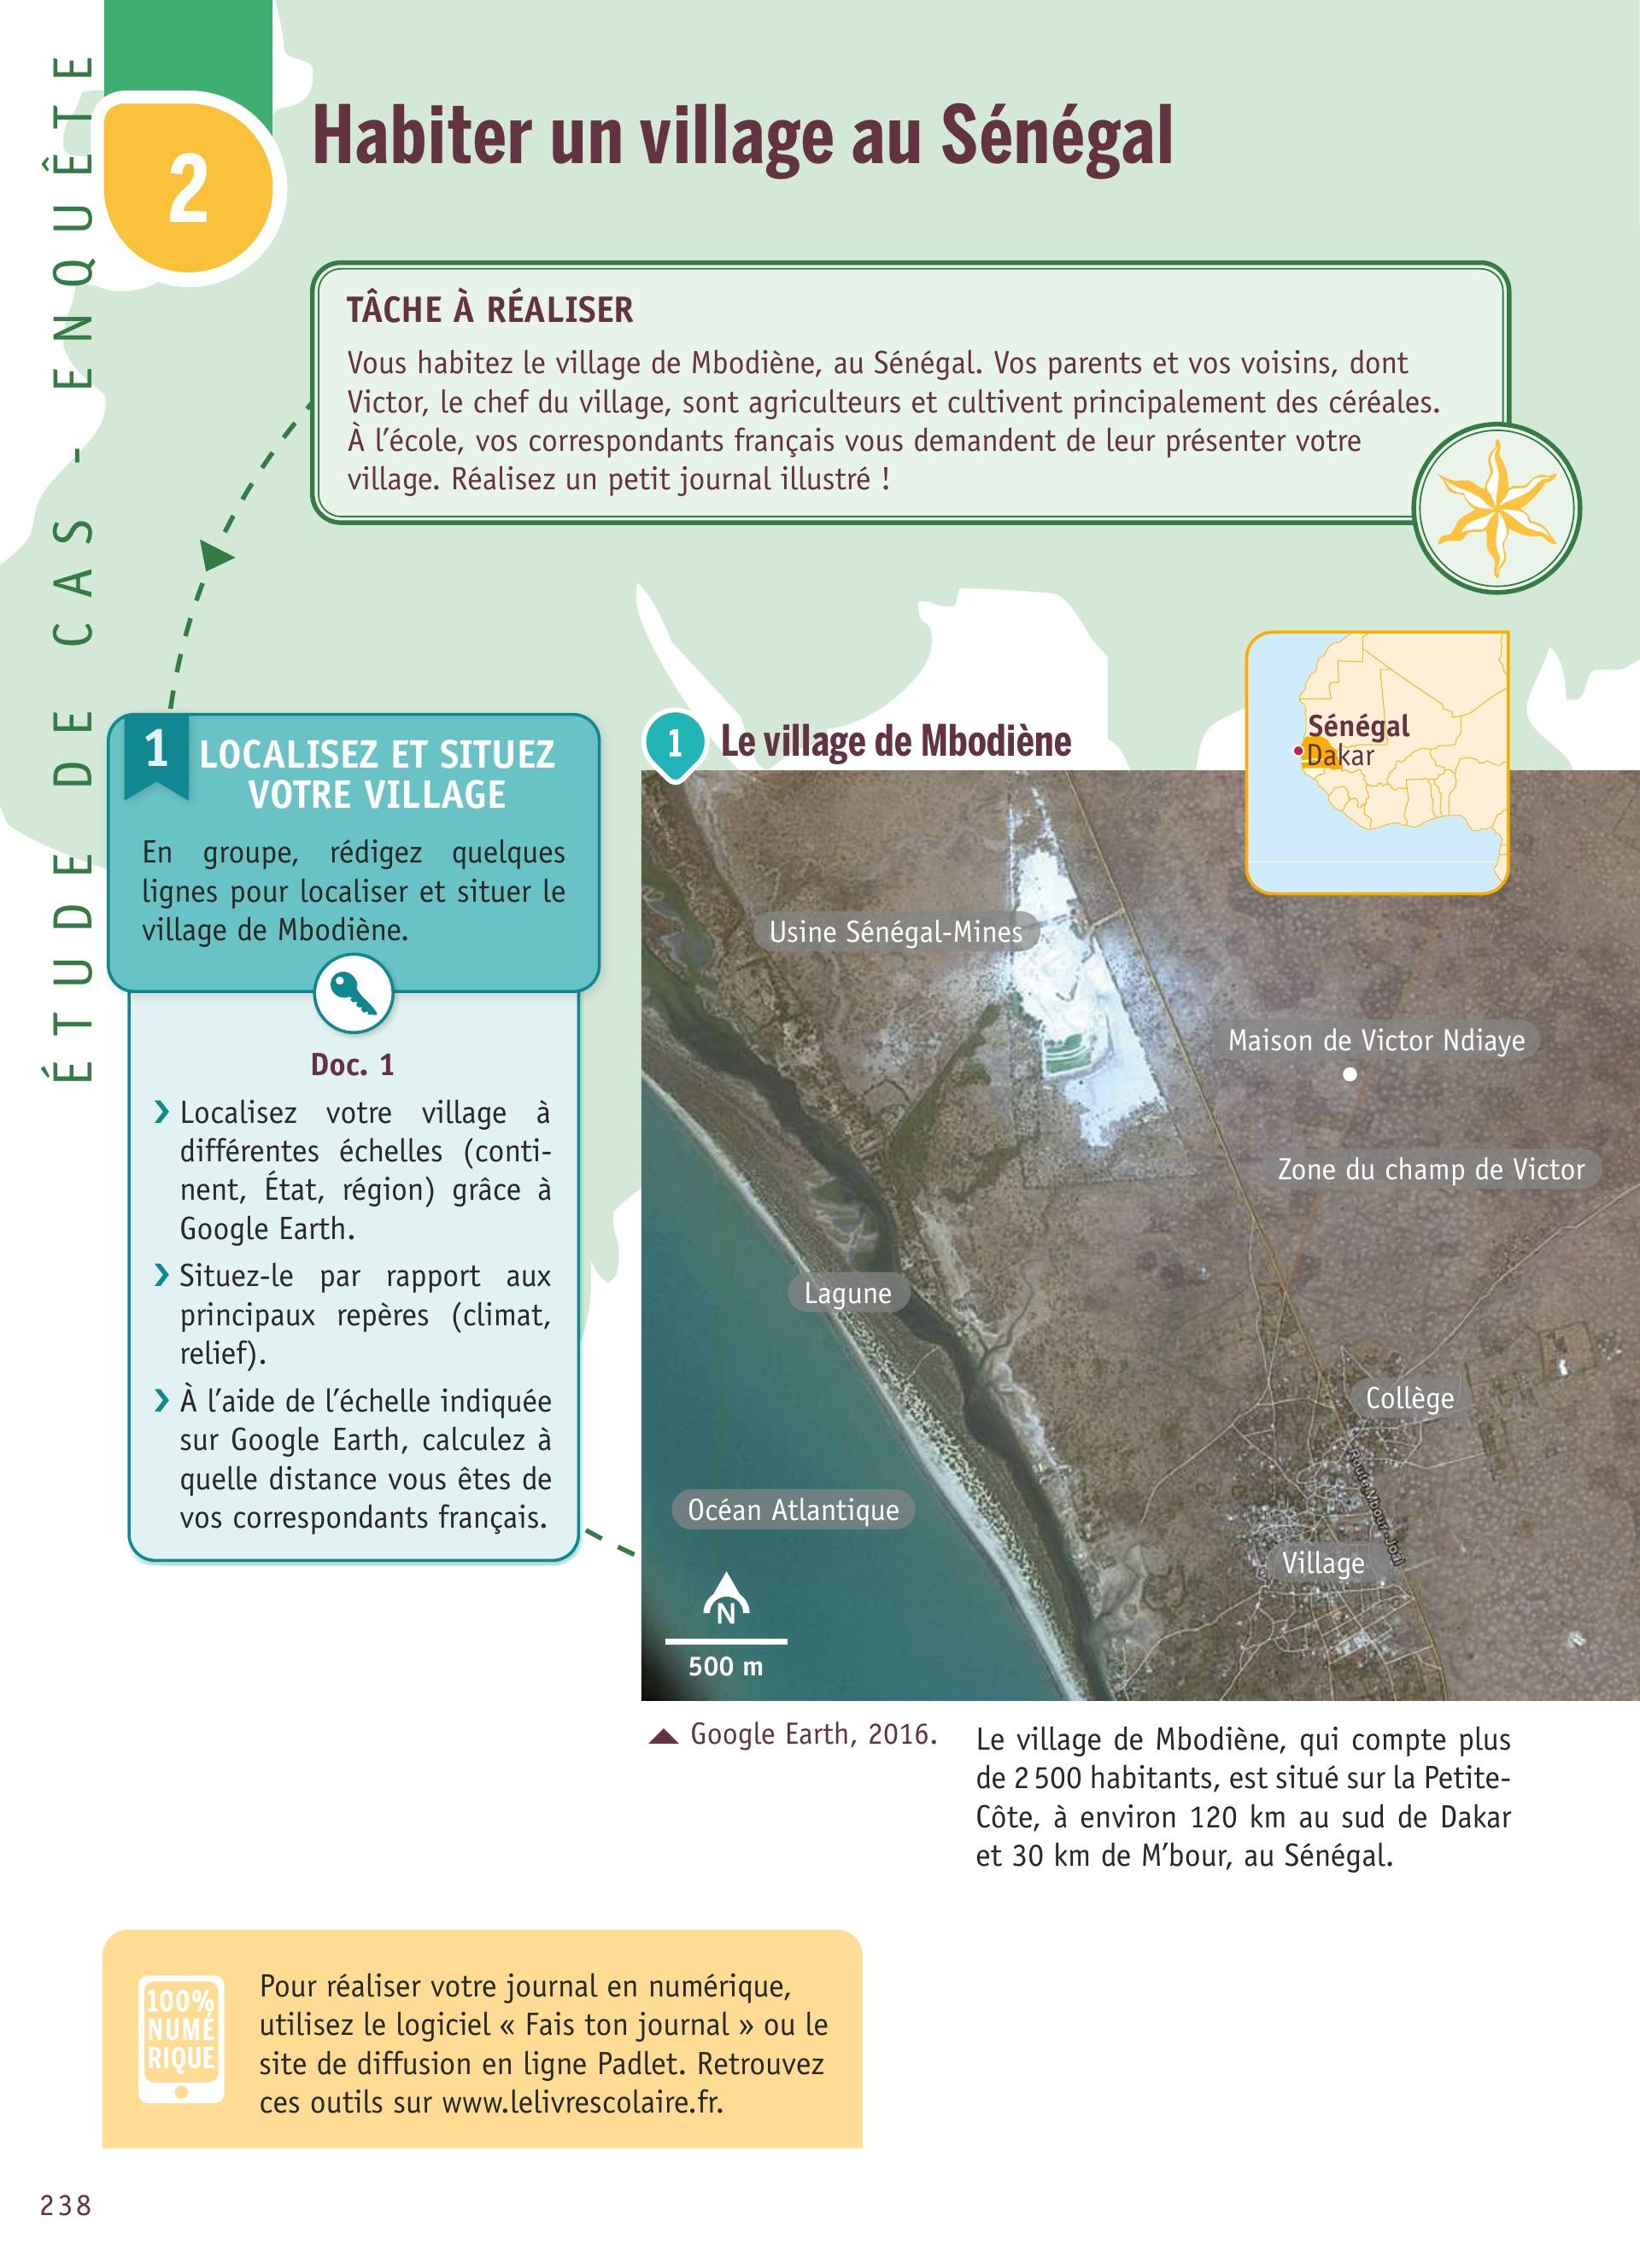 ÉTUDE DE CAS - ENQUÊTE
2
Habiter un village au Sénégal
TÂCHE À RÉALISER
Vous habitez le village de Mbodiène, au Sénégal. Vos parents et vos voisins, dont
Victor, le chef du village, sont agriculteurs et cultivent principalement des céréales.
À l’école, vos correspondants français vous demandent de leur présenter votre
village. Réalisez un petit journal illustré !
1
LOCALISEZ ET SITUEZ
VOTRE VILLAGE
En groupe, rédigez quelques
lignes pour localiser et situer le
village de Mbodiène.
Doc. 1
› Localisez votre village à
différentes échelles (conti-
nent, État, région) grâce à
Google Earth.
› Situez-le par rapport aux
principaux repères (climat,
relief).
› À l’aide de l’échelle indiquée
sur Google Earth, calculez à
quelle distance vous êtes de
vos correspondants français.
1
Le village de Mbodiène
Sénégal
Dakar
Usine Sénégal-Mines
Maison de Victor Ndiaye
Zone du champ de Victor
Lagune
Collège
Route Mbour-Joal
Océan Atlantique
Village
N
500 m
Google Earth, 2016.
Le village de Mbodiène, qui compte plus
de 2 500 habitants, est situé sur la Petite-
Côte, à environ 120 km au sud de Dakar
et 30 km de M’bour, au Sénégal.
100%
NUMÉ
RIQUE
Pour réaliser votre journal en numérique,
utilisez le logiciel « Fais ton journal » ou le
site de diffusion en ligne Padlet. Retrouvez
ces outils sur www.lelivrescolaire.fr.
238